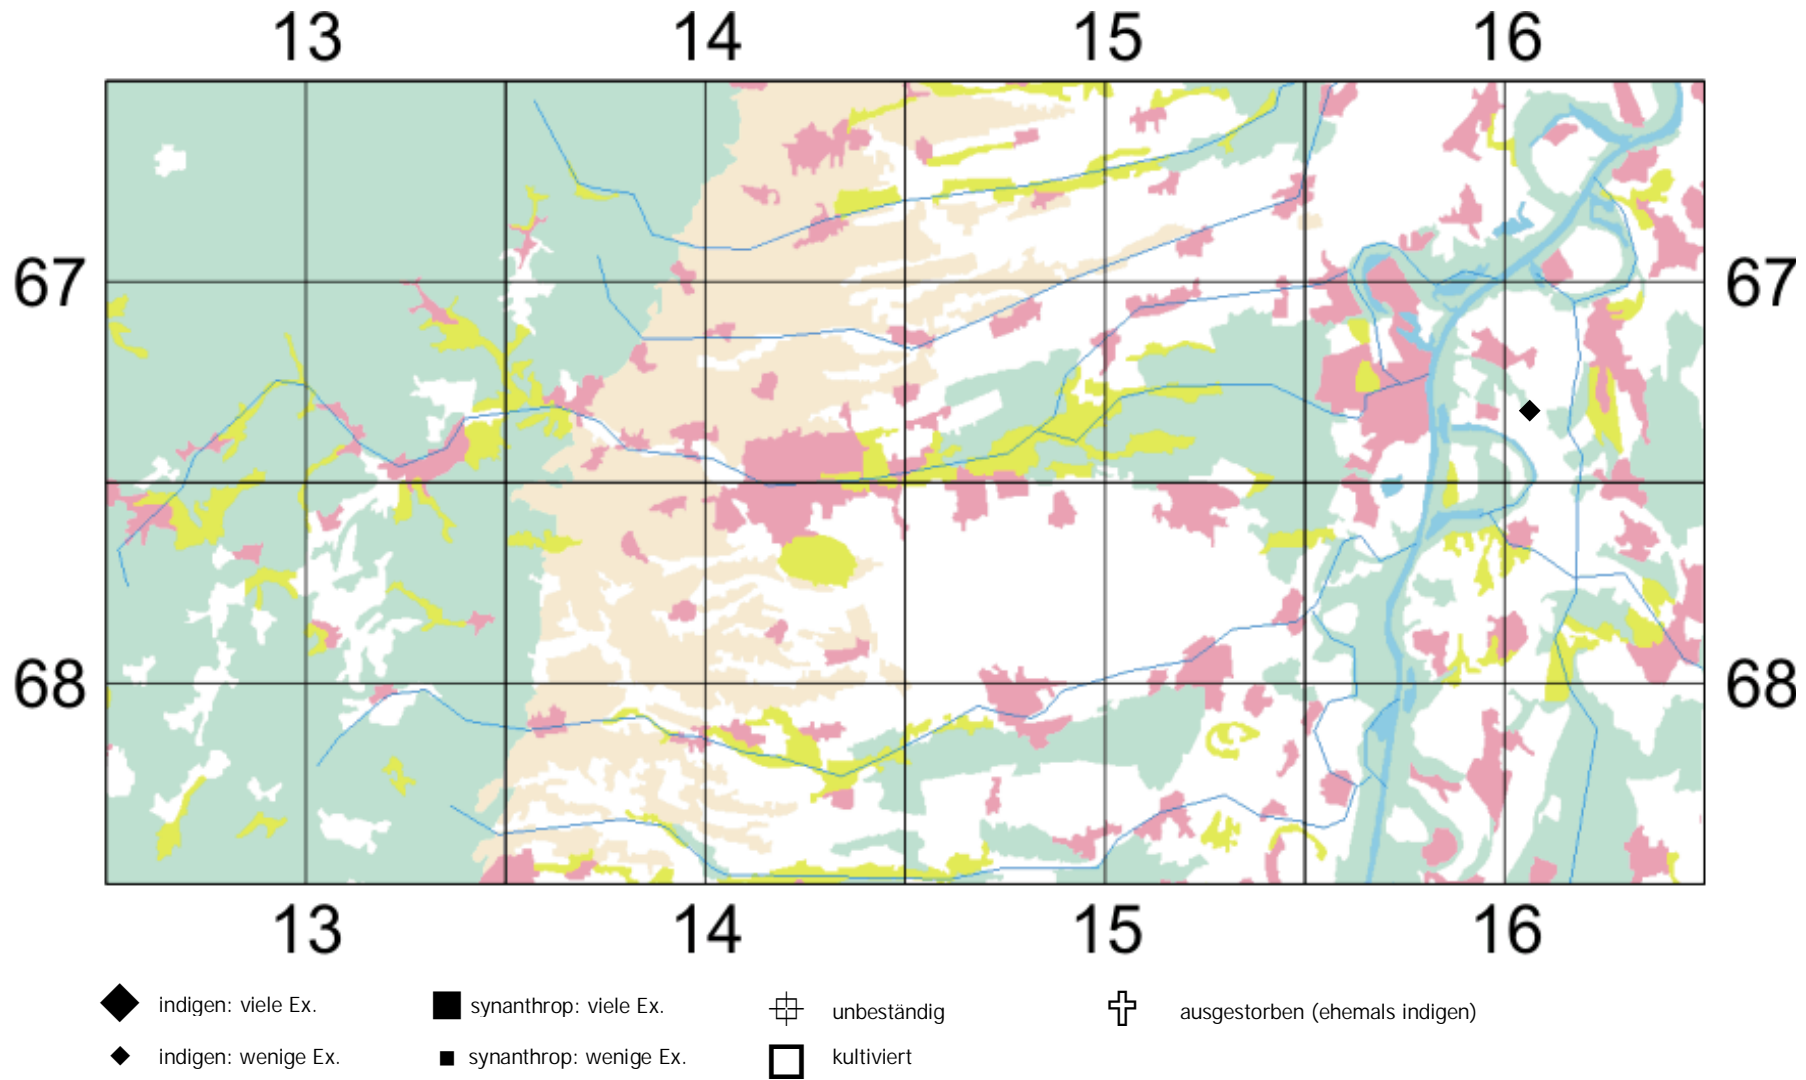 13 14 15 16
67 67
68 68
13 14 15 16
indigen: viele Ex. synanthrop: viele Ex. unbeständig ausgestorben (ehemals indigen)
indigen: wenige Ex. synanthrop: wenige Ex. kultiviert